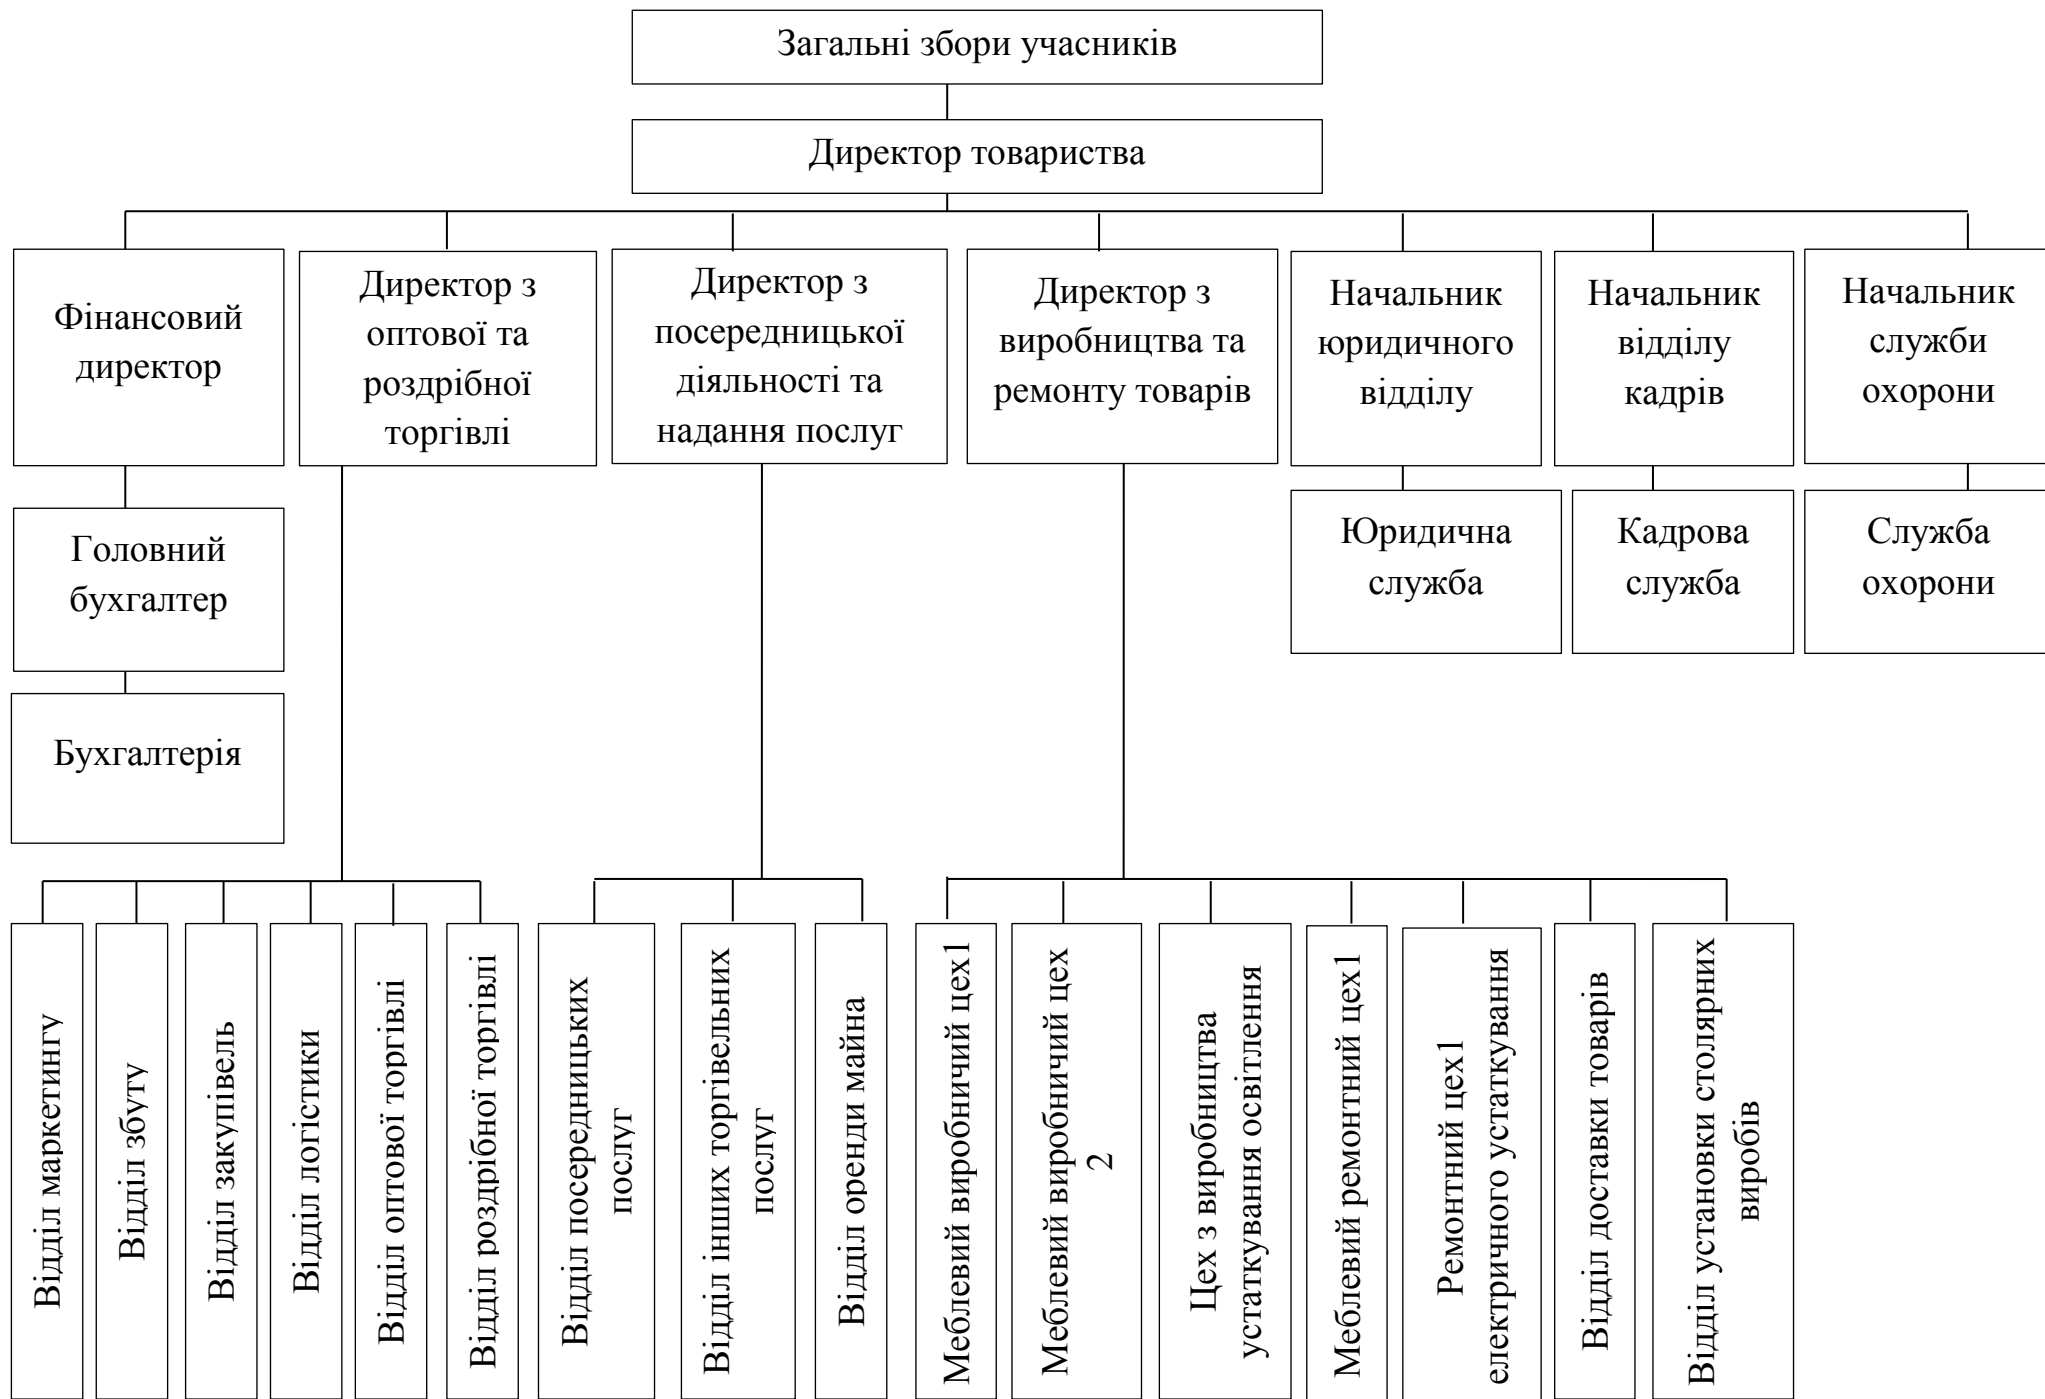 Загальні збори учасників
Директор товариства
Фінансовий
директор
Директор з
оптової та
роздрібної
торгівлі
Директор з
посередницької
діяльності та
надання послуг
Директор з
виробництва та
ремонту товарів
Начальник
юридичного
відділу
Начальник
відділу
кадрів
Начальник
служби
охорони
Головний
бухгалтер
Юридична
служба
Кадрова
служба
Служба
охорони
Бухгалтерія
Відділ маркетингу
Відділ збуту
Відділ закупівель
Відділ логістики
Відділ оптової торгівлі
Відділ роздрібної торгівлі
Відділ посередницьких
послуг
Відділ інших торгівельних
послуг
Відділ оренди майна
Меблевий виробничий цех1
Меблевий виробничий цех
2
Цех з виробництва
устаткування освітлення
Меблевий ремонтний цех1
Ремонтний цех1
електричного устаткування
Відділ доставки товарів
Відділ установки столярних
виробів